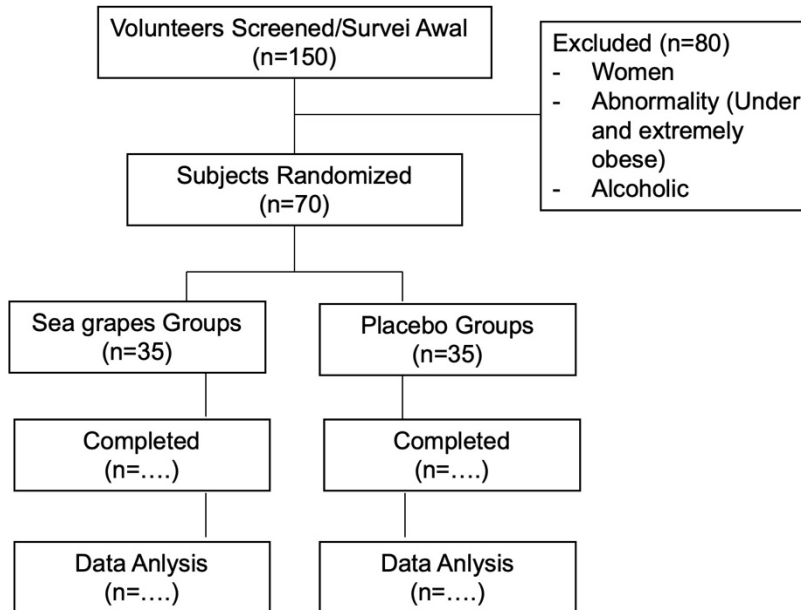 Volunteers Screened/Survei Awal
(n=150)
Excluded (n=80)
- Women
- Abnormality (Under
and extremely
obese)
- Alcoholic
Subjects Randomized
(n=70)
Sea grapes Groups
(n=35)
Placebo Groups
(n=35)
Completed
(n=....)
Completed
(n=....)
Data Anlysis
(n=....)
Data Anlysis
(n=....)